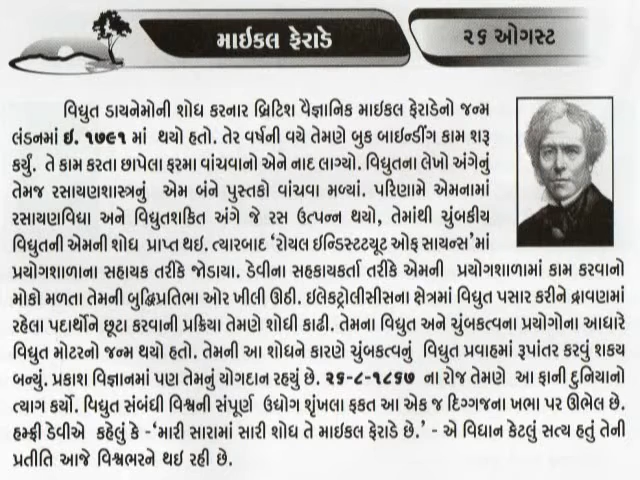 માઈકલ ફેરાડે
૨૬ ઓગસ્ટ
વિદ્યુત ડાયનેમોની શોધ કરનાર બ્રિટિશ વૈજ્ઞાનિક માઈકલ ફેરાડેનો જન્મ
લંડનમાં ઇ. ૧૭૯૧ માં થયો હતો. તેર વર્ષની વયે તેમણે બુક બાઈન્ડીંગ કામ શરૂ
કર્યું. તે કામ કરતા છાપેલા ફરમા વાંચવાનો એને નાદ લાગ્યો. વિદ્યુતના લેખો અંગેનું
તેમજ રસાયણશાસ્ત્રનું એમ બંને પુસ્તકો વાંચવા મળ્યાં. પરિણામે એમનામાં
રસાયણવિદ્યા અને વિદ્યુતશકિત અંગે જે રસ ઉત્પન્ન થયો, તેમાંથી ચુંબકીય
વિદ્યુતની એમની શોધ પ્રાપ્ત થઇ. ત્યારબાદ ‘રોયલ ઈન્ડિસ્ટટયૂટ ઓફ સાયન્સ’માં
પ્રયોગશાળાના સહાયક તરીકે જોડાયા. ડેવીના સહકાયકર્તા તરીકે એમની પ્રયોગશાળામાં કામ કરવાનો
મોકો મળતા તેમની બુદ્ધિપ્રતિભા ઓર ખીલી ઊઠી. ઇલેકટ્રોલીસીસના ક્ષેત્રમાં વિદ્યુત પસાર કરીને દ્રાવણમાં
રહેલા પદાર્થોને છૂટા કરવાની પ્રક્રિયા તેમણે શોધી કાઢી. તેમના વિદ્યુત અને ચુંબકત્વના પ્રયોગોના આધારે
વિદ્યુત મોટરનો જન્મ થયો હતો. તેમની આ શોધને કારણે ચુંબકત્વનું વિદ્યુત પ્રવાહમાં રૂપાંતર કરવું શકય
બન્યું. પ્રકાશ વિજ્ઞાનમાં પણ તેમનું યોગદાન રહ્યું છે. ૨૬-૮-૧૮૬૭ ના રોજ તેમણે આ ફાની દુનિયાનો
ત્યાગ કર્યો. વિદ્યુત સંબંધી વિશ્વની સંપૂર્ણ ઉદ્યોગ શૃંખલા ફકત આ એક જ દિગ્ગજના ખભા પર ઊભેલ છે.
હમ્ફ્રી ડેવીએ કહેલું કે -‘મારી સારામાં સારી શોધ તે માઈકલ ફેરાડે છે.’ - એ વિધાન કેટલું સત્ય હતું તેની
પ્રતીતિ આજે વિશ્વભરને થઇ રહી છે.